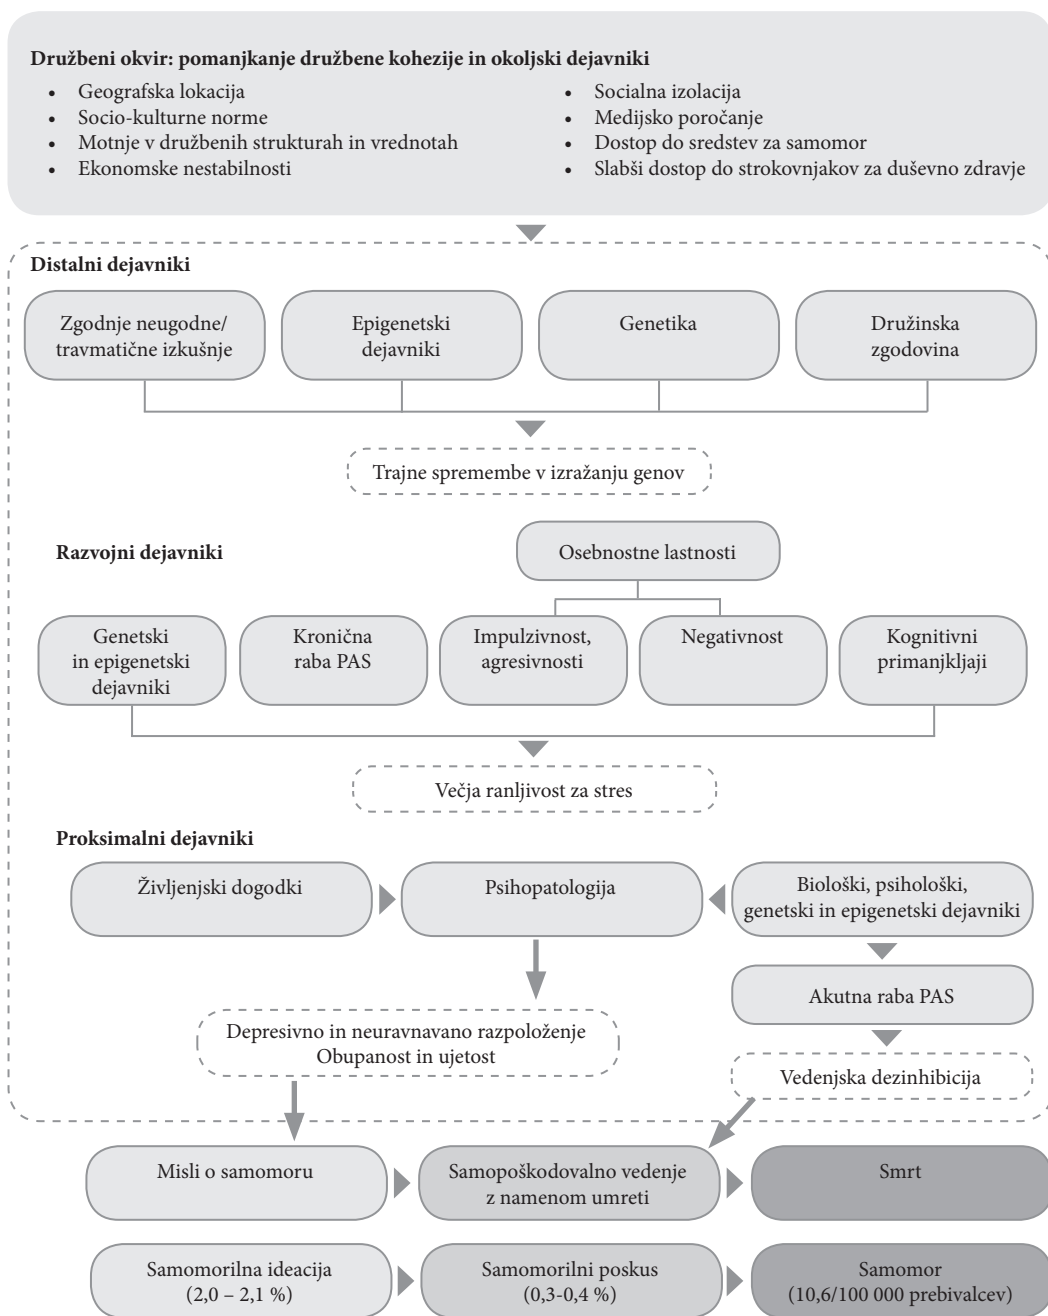 Družbeni okvir: pomanjkanje družbene kohezije in okoljski dejavniki
• Geografska lokacija
• Socio-kulturne norme
• Motnje v družbenih strukturah in vrednotah
• Ekonomske nestabilnosti
• Socialna izolacija
• Medijsko poročanje
• Dostop do sredstev za samomor
• Slabši dostop do strokovnjakov za duševno zdravje
Distalni dejavniki
Zgodnje neugodne/
travmatične izkušnje
Epigenetski
dejavniki
Genetika
Družinska
zgodovina
Trajne spremembe v izražanju genov
Razvojni dejavniki
Osebnostne lastnosti
Genetski
in epigenetski
dejavniki
Kronična
raba PAS
Impulzivnost,
agresivnosti
Negativnost
Kognitivni
primanjkljaji
Večja ranljivost za stres
Proksimalni dejavniki
Življenjski dogodki
Psihopatologija
Biološki, psihološki,
genetski in epigenetski dejavniki
Akutna raba PAS
Depresivno in neuravnavano razpoloženje
Obupanost in ujetost
Vedenjska dezinhibicija
Misli o samomoru
Samopoškodovalno vedenje
z namenom umreti
Smrt
Samomorilna ideacija
(2,0 – 2,1 %)
Samomorilni poskus
(0,3-0,4 %)
Samomor
(10,6/100 000 prebivalcev)